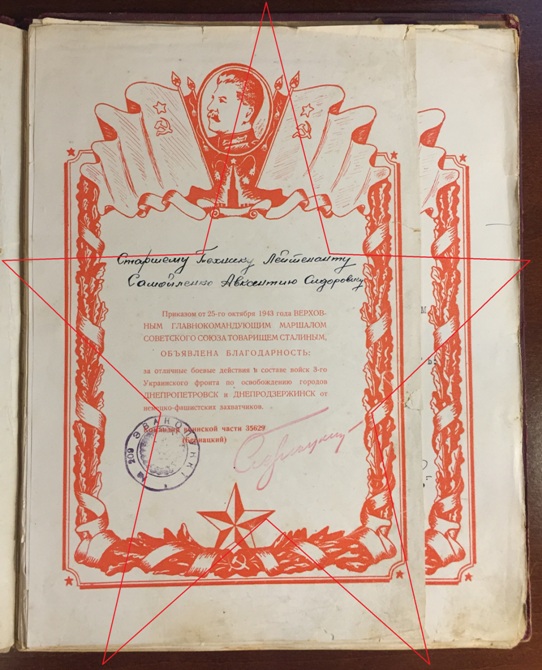 Старшему Технику Лейтенанту
Самойленко Авксентию Сидоровичу
Приказом от 25-го октября 1943 года ВЕРХОВ-
НЫМ ГЛАВНОКОМАНДУЮЩИМ МАРШАЛОМ
СОВЕТСКОГО СОЮЗА ТОВАРИЩЕМ СТАЛИНЫМ,
ОБЪЯВЛЕНА БЛАГОДАРНОСТЬ:
за отличные боевые действия в составе войск 3-го
Украинского фронта по освобождению городов
ДНЕПРОПЕТРОВСК и ДНЕПРОДЗЕРЖИНСК от
немецко-фашистских захватчиков.
Командир воинской части 35629